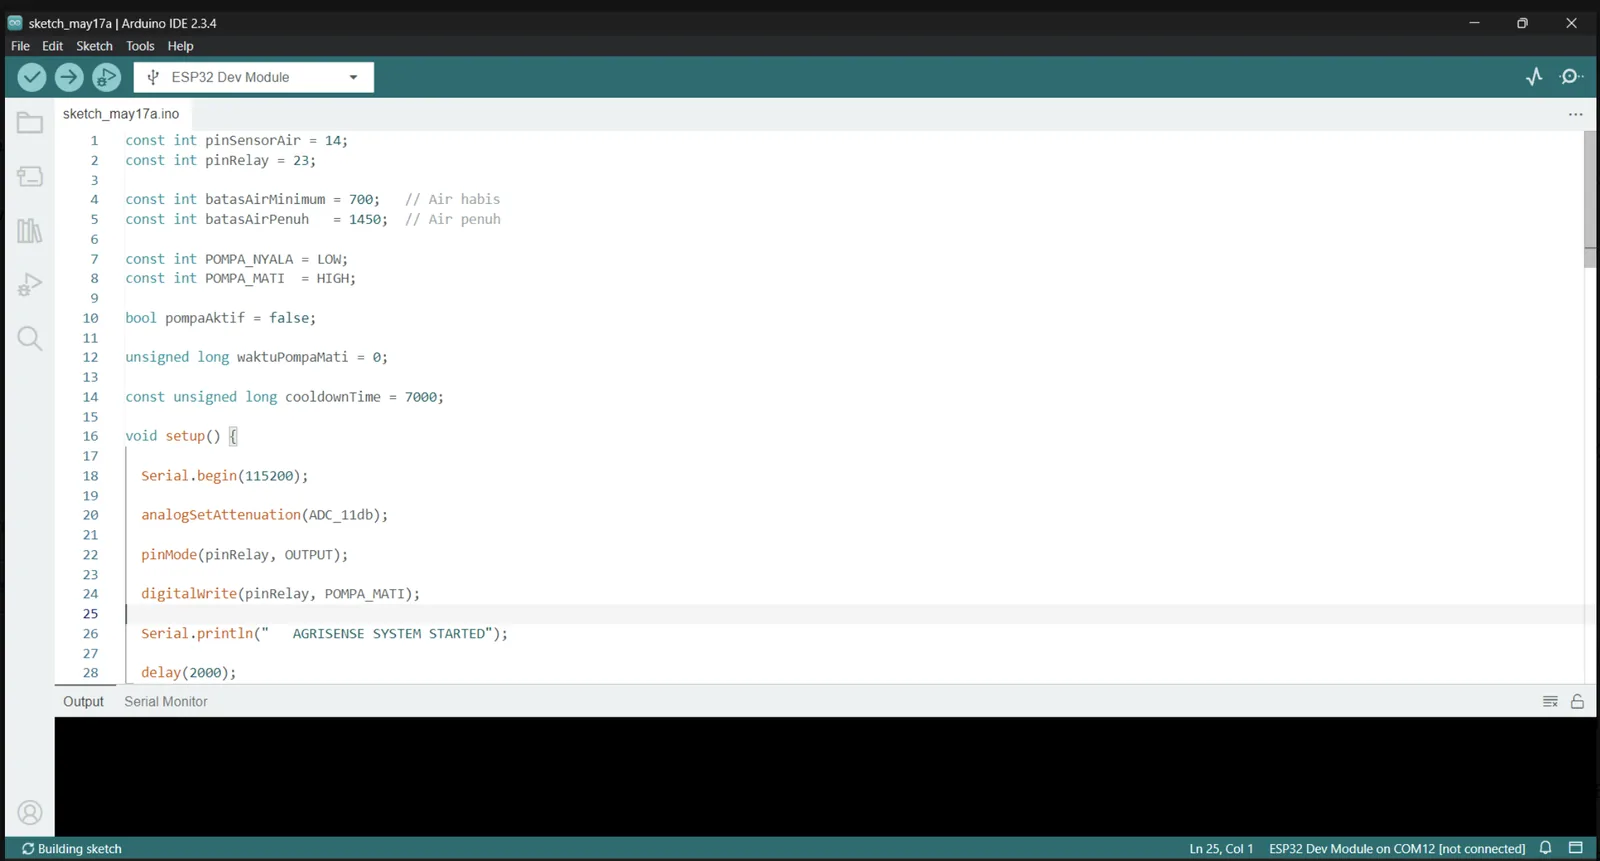 sketch_may17a | Arduino IDE 2.3.4
File Edit Sketch Tools Help
ESP32 Dev Module
sketch_may17a.ino
1 const int pinSensorAir = 14;
2 const int pinRelay = 23;
3
4 const int batasAirMinimum = 700;   // Air habis
5 const int batasAirPenuh   = 1450;  // Air penuh
6
7 const int POMPA_NYALA = LOW;
8 const int POMPA_MATI  = HIGH;
9
10 bool pompaAktif = false;
11
12 unsigned long waktuPompaMati = 0;
13
14 const unsigned long cooldownTime = 7000;
15
16 void setup() {
17
18   Serial.begin(115200);
19
20   analogSetAttenuation(ADC_11db);
21
22   pinMode(pinRelay, OUTPUT);
23
24   digitalWrite(pinRelay, POMPA_MATI);
25
26   Serial.println("   AGRISENSE SYSTEM STARTED");
27
28   delay(2000);
Output Serial Monitor
Building sketch Ln 25, Col 1 ESP32 Dev Module on COM12 [not connected]